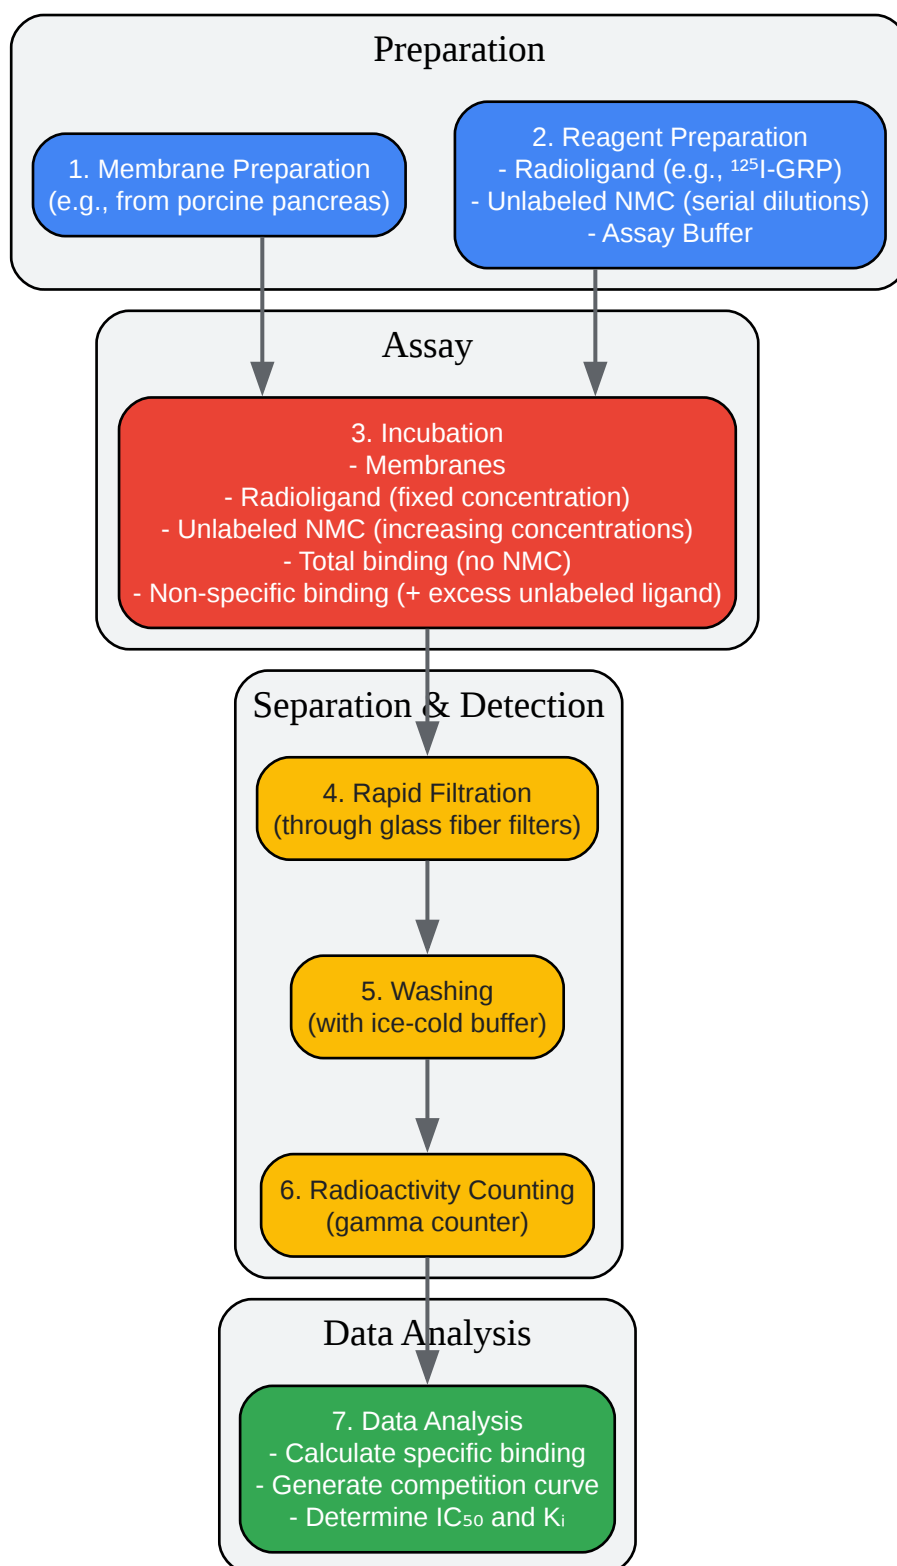 Preparation
1. Membrane Preparation
(e.g., from porcine pancreas)
2. Reagent Preparation
- Radioligand (e.g., ¹²⁵I-GRP)
- Unlabeled NMC (serial dilutions)
- Assay Buffer
Assay
3. Incubation
- Membranes
- Radioligand (fixed concentration)
- Unlabeled NMC (increasing concentrations)
- Total binding (no NMC)
- Non-specific binding (+ excess unlabeled ligand)
Separation & Detection
4. Rapid Filtration
(through glass fiber filters)
5. Washing
(with ice-cold buffer)
6. Radioactivity Counting
(gamma counter)
Data Analysis
7. Data Analysis
- Calculate specific binding
- Generate competition curve
- Determine IC₅₀ and Kᵢ